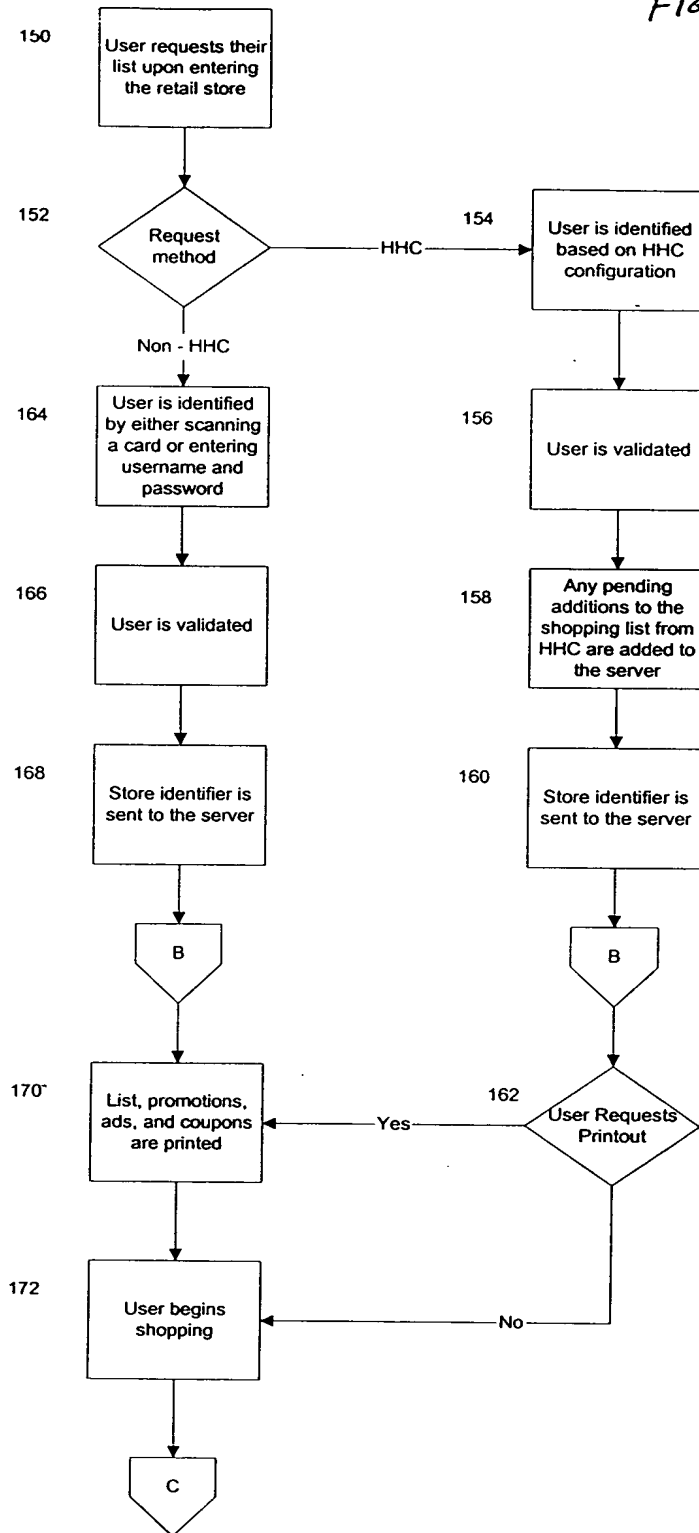 FIG
150
User requests their
list upon entering
the retail store
152
Request
method
HHC
154
User is identified
based on HHC
configuration
Non - HHC
164
User is identified
by either scanning
a card or entering
username and
password
156
User is validated
166
User is validated
158
Any pending
additions to the
shopping list from
HHC are added to
the server
168
Store identifier is
sent to the server
160
Store identifier is
sent to the server
B
B
170
List, promotions,
ads, and coupons
are printed
Yes
162
User Requests
Printout
172
User begins
shopping
No
C